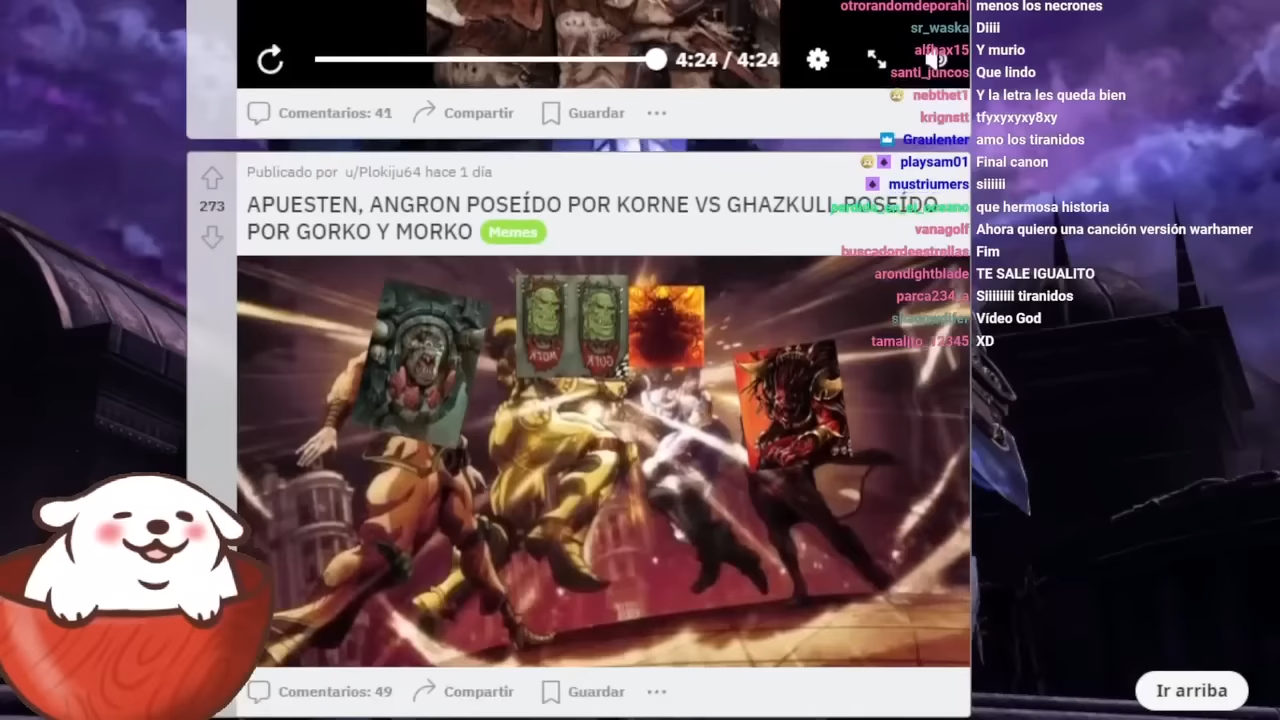 4:24 / 4:24
Comentarios: 41
Compartir
Guardar
273
Publicado por u/Plokiju64 hace 1 día
APUESTEN, ANGRON POSEÍDO POR KORNE VS GHAZKULL POSEÍDO
POR GORKO Y MORKO Memes
MORK
GORK
Comentarios: 49
Compartir
Guardar
otrorandomdeporahi menos los necrones
sr_waska Diiii
alfhax15 Y murio
santi_juncos Que lindo
nebthet1 Y la letra les queda bien
krignstt tfyxyxyxy8xy
Graulenter amo los tiranidos
playsam01 Final canon
mustriumers siiiiii
que hermosa historia
vanagolf Ahora quiero una canción versión warhamer
buscadordeestrellas Fim
arondightblade TE SALE IGUALITO
parca234_a Siiiiiiii tiranidos
Vídeo God
tamalito_12345 XD
Ir arriba